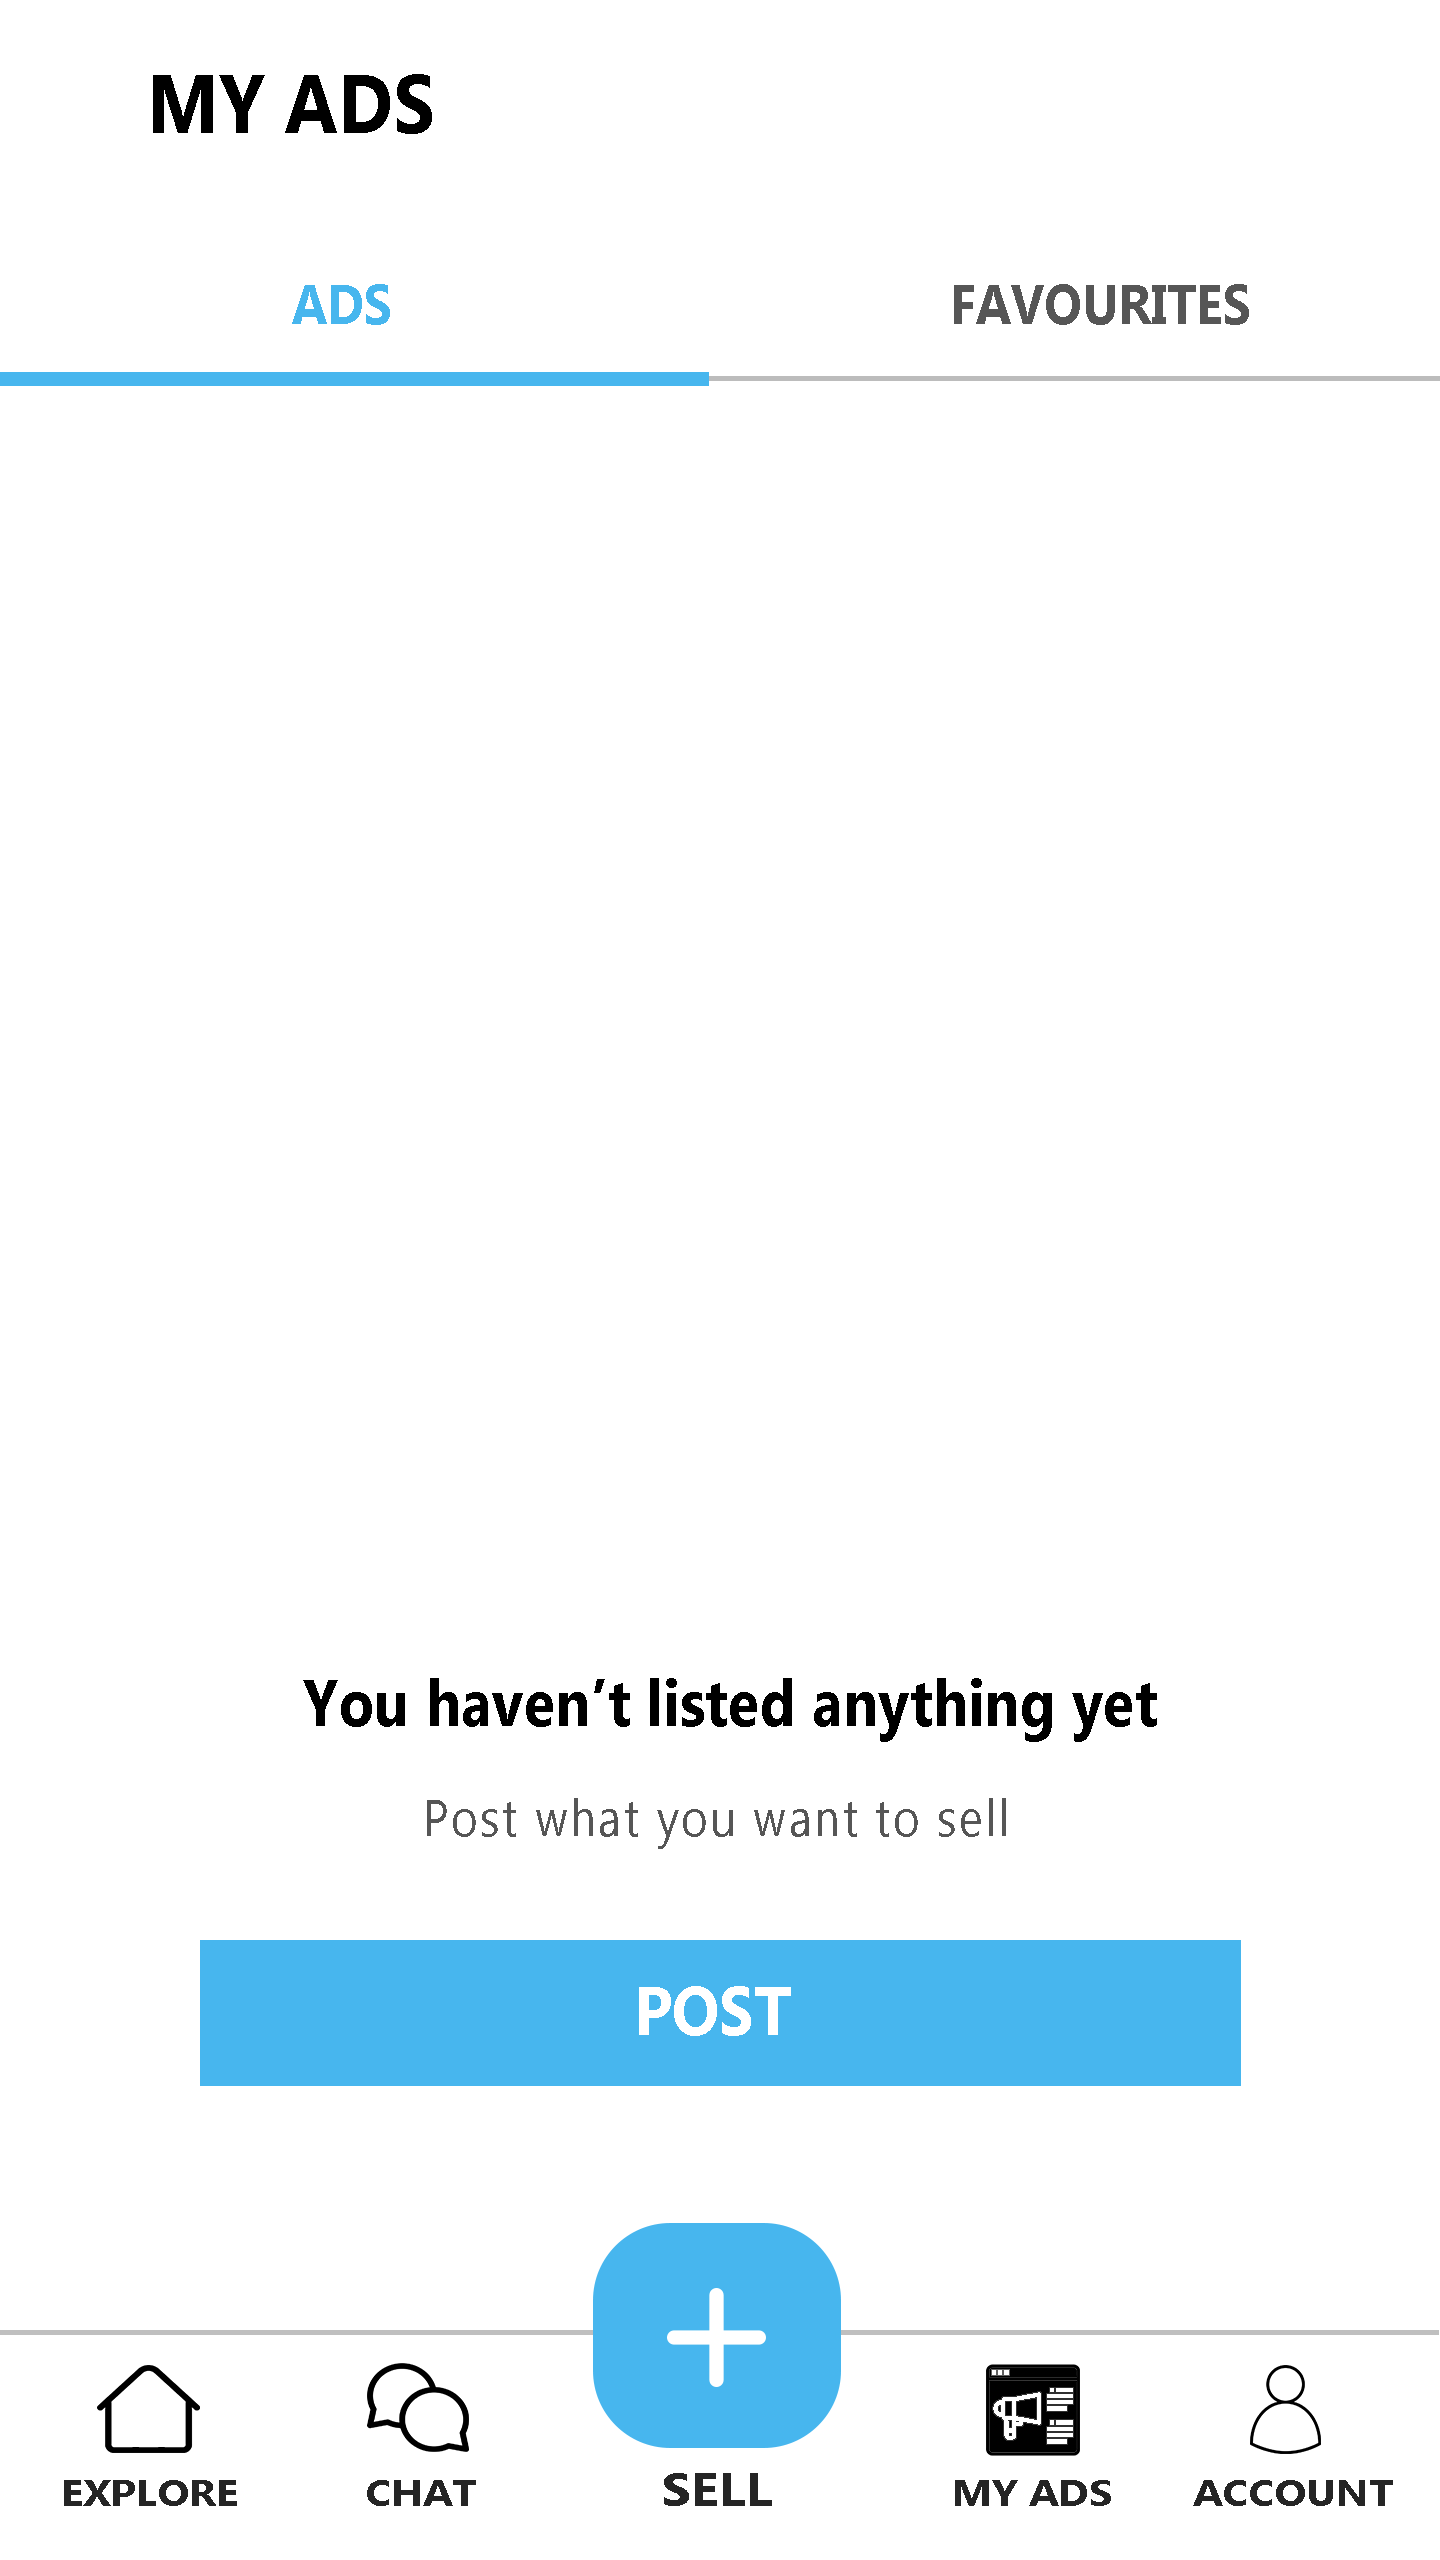 MY ADS
ADS
FAVOURITES
You haven’t listed anything yet
Post what you want to sell
POST
EXPLORE
CHAT
SELL
MY ADS
ACCOUNT